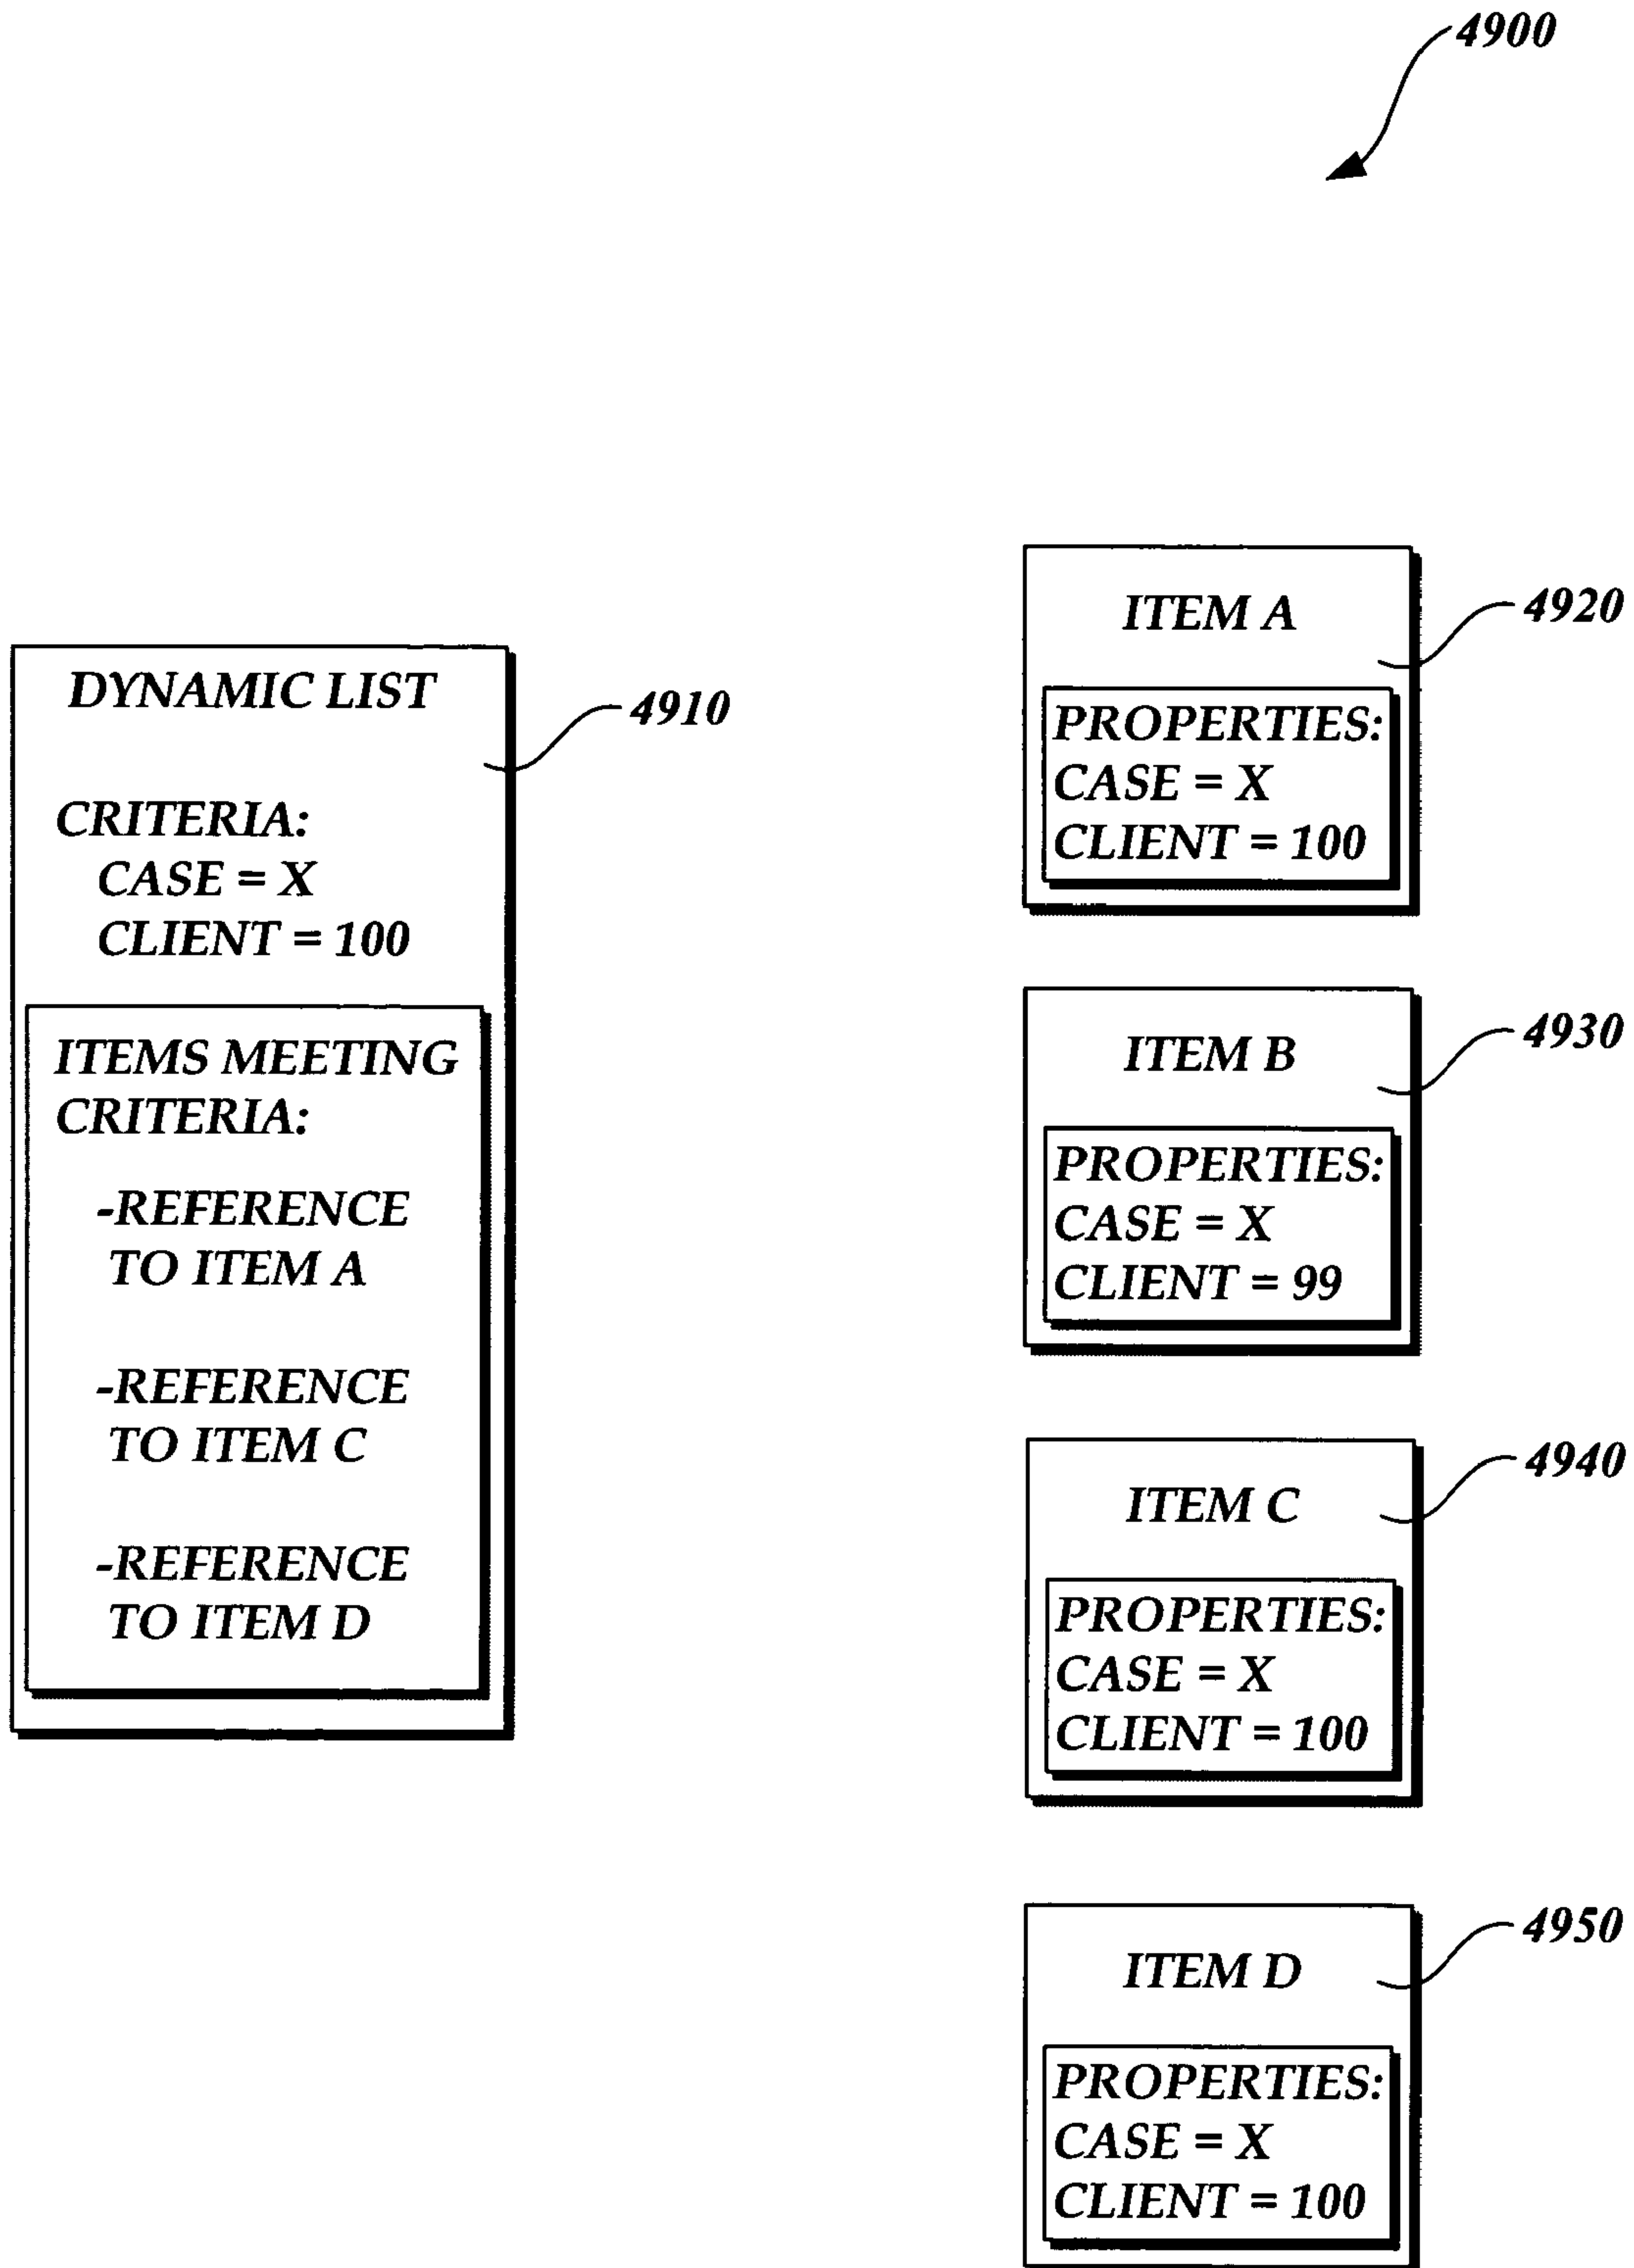 4900
DYNAMIC LIST
4910
CRITERIA:
CASE = X
CLIENT = 100
ITEMS MEETING
CRITERIA:
-REFERENCE
TO ITEM A
-REFERENCE
TO ITEM C
-REFERENCE
TO ITEM D
ITEM A
4920
PROPERTIES:
CASE = X
CLIENT = 100
ITEM B
4930
PROPERTIES:
CASE = X
CLIENT = 99
ITEM C
4940
PROPERTIES:
CASE = X
CLIENT = 100
ITEM D
4950
PROPERTIES:
CASE = X
CLIENT = 100